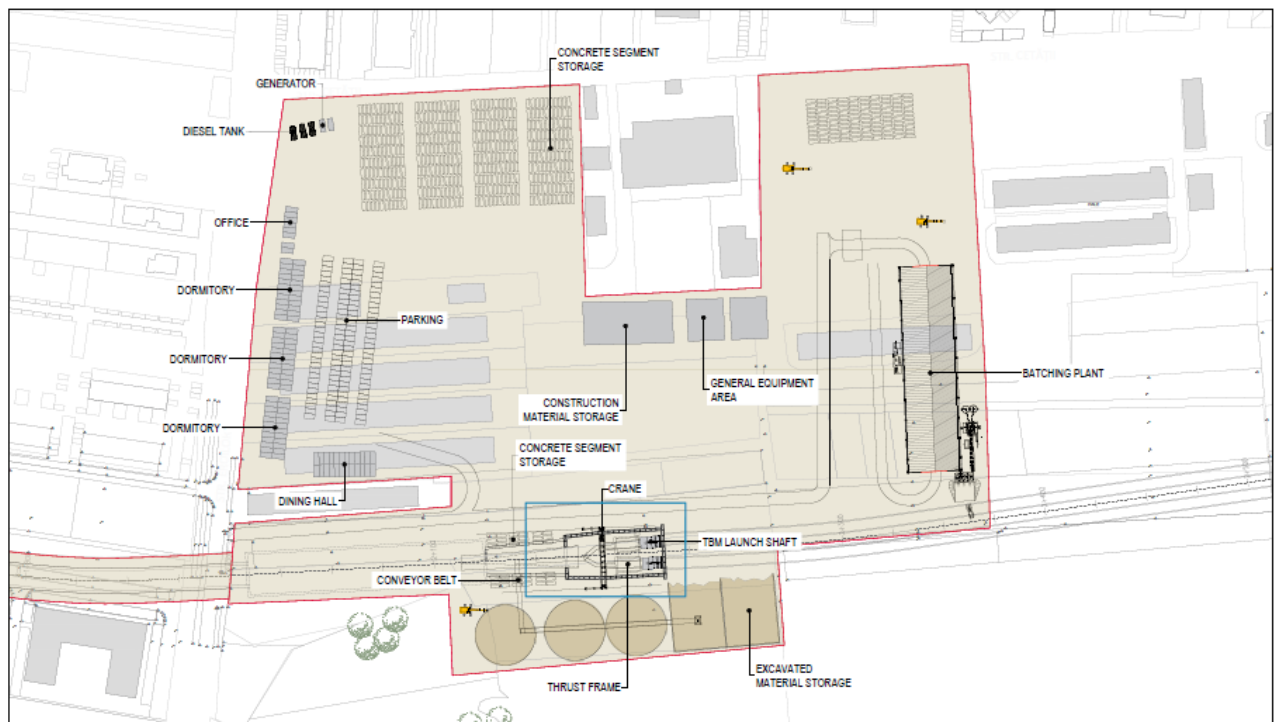 CONCRETE SEGMENT
STORAGE
GENERATOR
DIESEL TANK
OFFICE
DORMITORY
PARKING
DORMITORY
BATCHING PLANT
GENERAL EQUIPMENT
AREA
CONSTRUCTION
MATERIAL STORAGE
DORMITORY
CONCRETE SEGMENT
STORAGE
DINING HALL
CRANE
TBM LAUNCH SHAFT
CONVEYOR BELT
EXCAVATED
MATERIAL STORAGE
THRUST FRAME